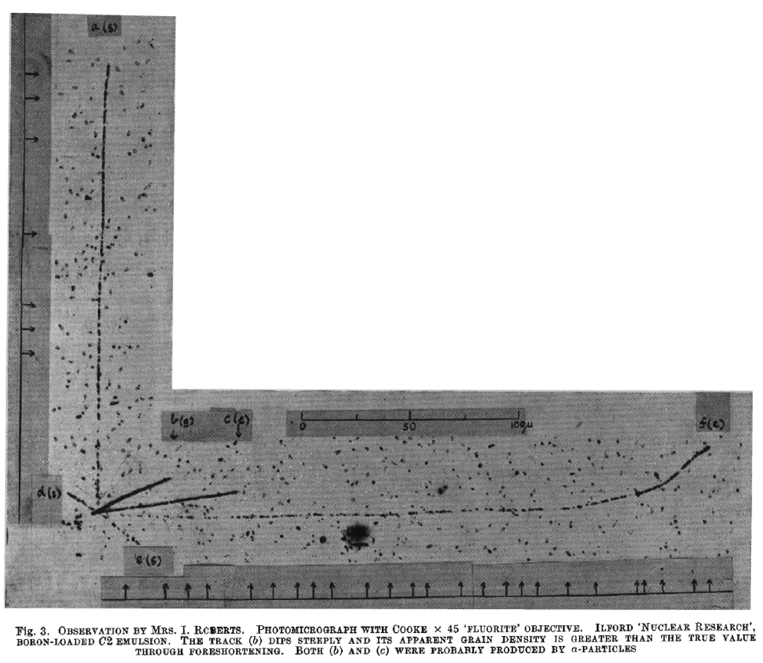 a(s)
b(g)
c(e)
0
50
100μ
f(e)
d(s)
e(s)
Fig. 3. OBSERVATION BY MRS. I. ROBERTS. PHOTOMICROGRAPH WITH COOKE × 45 'FLUORITE' OBJECTIVE. ILFORD 'NUCLEAR RESEARCH',
BORON-LOADED C2 EMULSION. THE TRACK (b) DIPS STEEPLY AND ITS APPARENT GRAIN DENSITY IS GREATER THAN THE TRUE VALUE
THROUGH FORESHORTENING. BOTH (b) AND (c) WERE PROBABLY PRODUCED BY α-PARTICLES